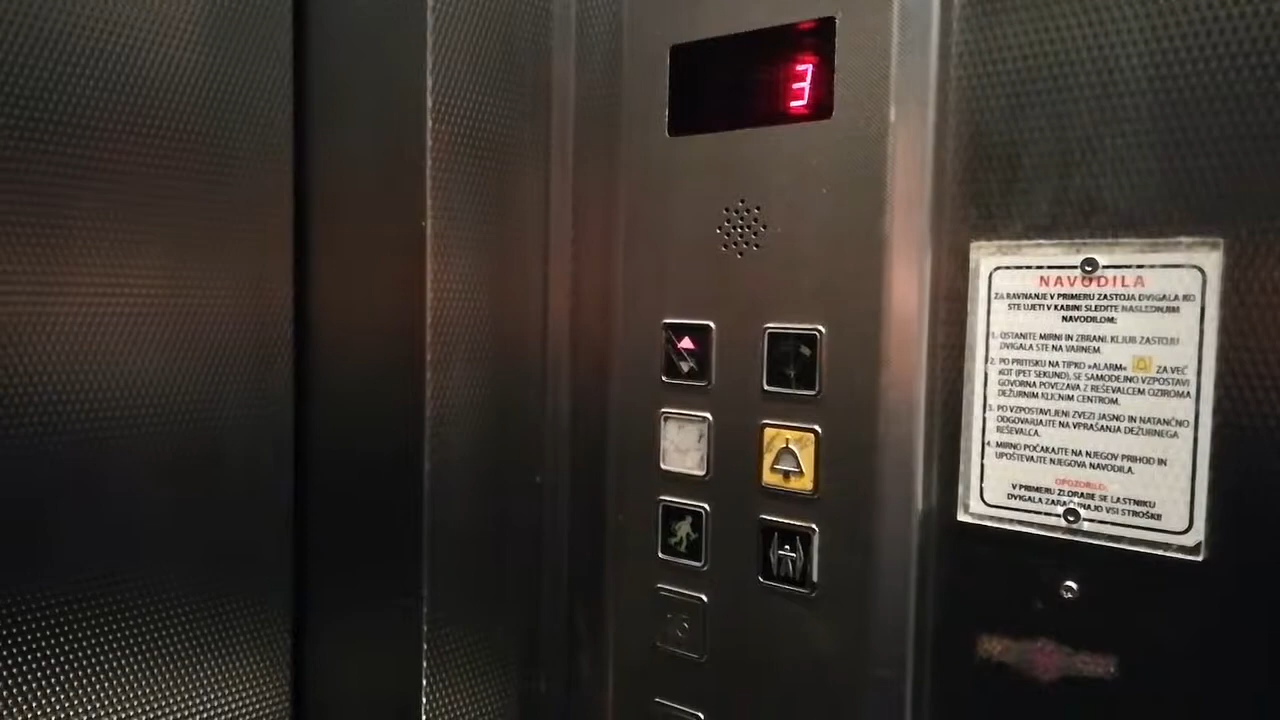 3
NAVODILA
ZA RAVNANJE V PRIMERU ZASTOJA DVIGALA KO
STE UJETI V KABINI SLEDITE NASLEDNJIM
NAVODILOM:
1. OSTANITE MIRNI IN ZBRANI. KLJUB ZASTOJU
DVIGALA STE NA VARNEM.
2. PO PRITISKU NA TIPKO »ALARM« ZA VEČ
KOT (PET SEKUND), SE SAMODEJNO VZPOSTAVI
GOVORNA POVEZAVA Z REŠEVALCEM OZIROMA
DEŽURNIM KLICNIM CENTROM.
3. PO VZPOSTAVLJENI ZVEZI JASNO IN NATANČNO
ODGOVARJAJTE NA VPRAŠANJA DEŽURNEGA
REŠEVALCA.
4. MIRNO POČAKAJTE NA NJEGOV PRIHOD IN
UPOŠTEVAJTE NJEGOVA NAVODILA.
OPOZORILO:
V PRIMERU ZLORABE SE LASTNIKU
DVIGALA ZARAČUNAJO VSI STROŠKI!